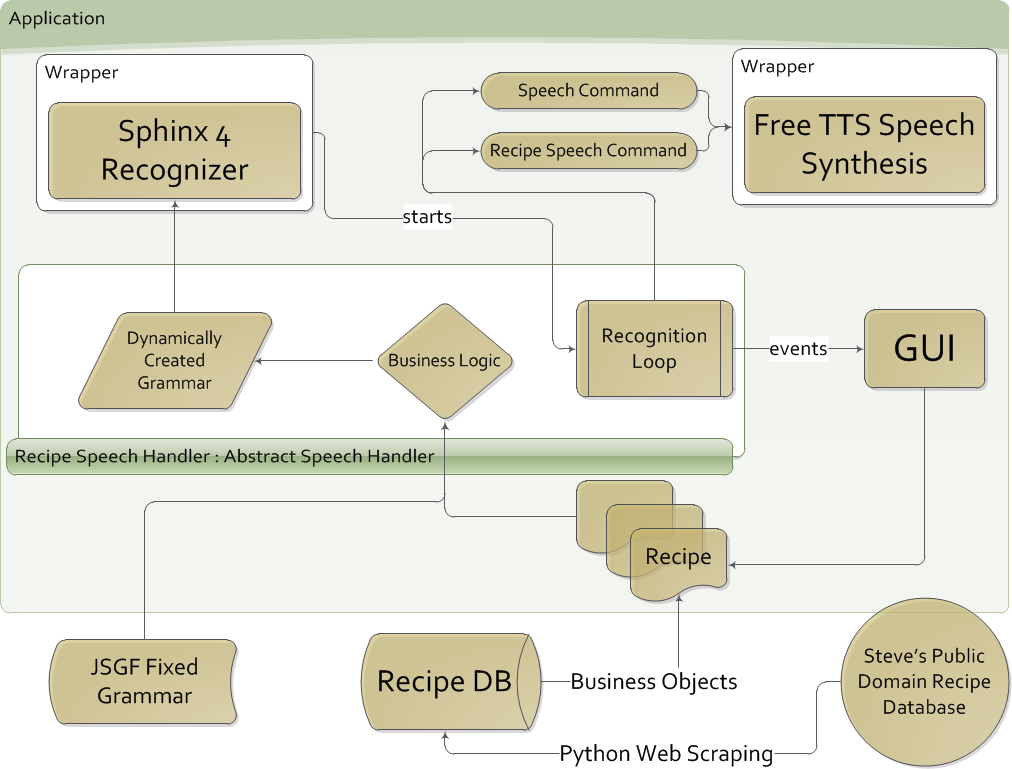 Application
Wrapper
Sphinx 4
Recognizer
Speech Command
Recipe Speech Command
Wrapper
Free TTS Speech
Synthesis
starts
Dynamically
Created
Grammar
Business Logic
Recognition
Loop
events
GUI
Recipe Speech Handler : Abstract Speech Handler
Recipe
JSGF Fixed
Grammar
Recipe DB
Business Objects
Steve's Public
Domain Recipe
Database
Python Web Scraping